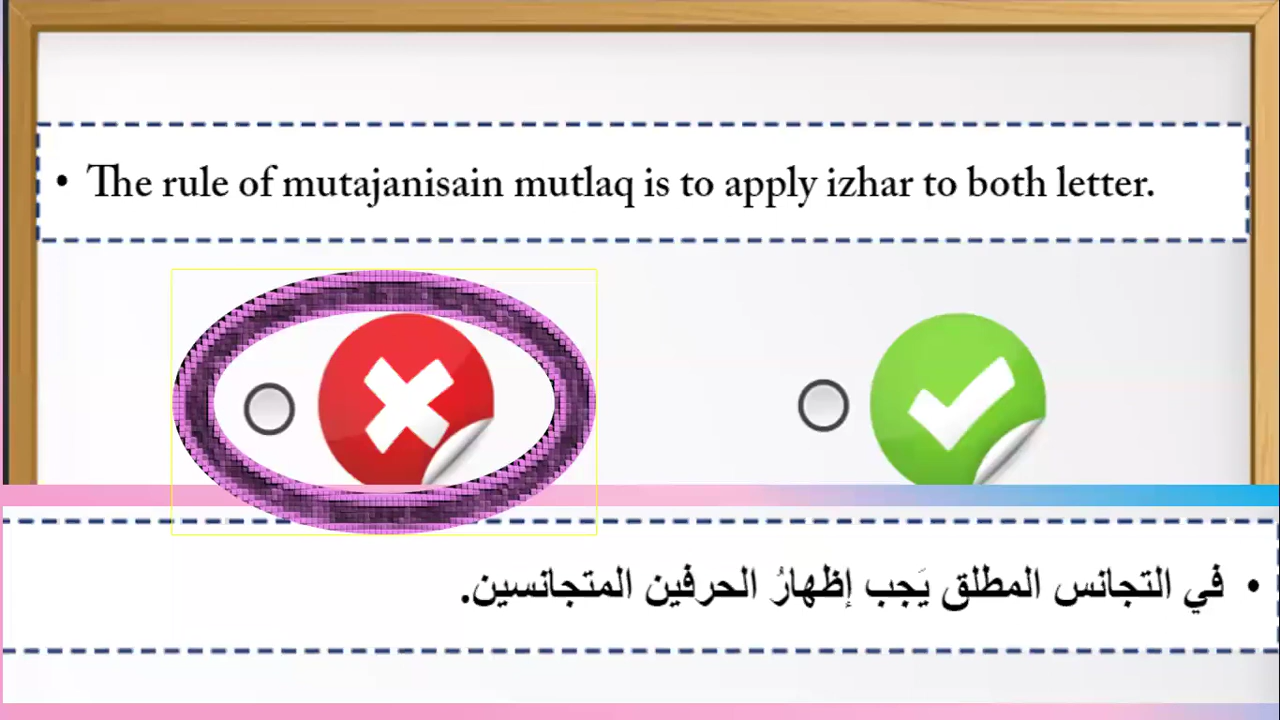 • The rule of mutajanisain mutlaq is to apply izhar to both letter.
• في التجانس المطلق يَجب إظهارُ الحرفين المتجانسين.